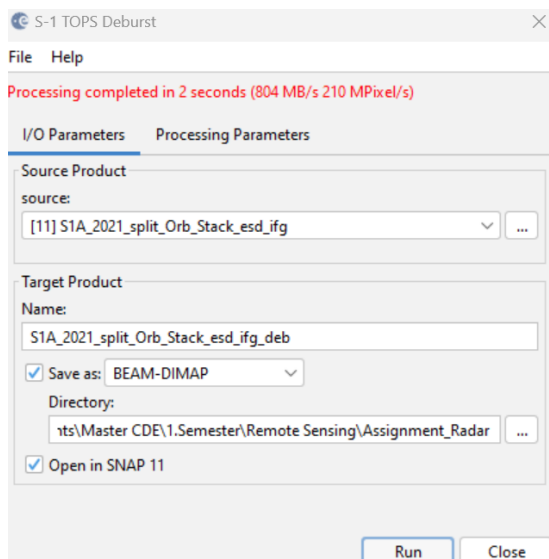 S-1 TOPS Deburst
File Help
Processing completed in 2 seconds (804 MB/s 210 MPixel/s)
I/O Parameters Processing Parameters
Source Product
source:
[11] S1A_2021_split_Orb_Stack_esd_ifg ...
Target Product
Name:
S1A_2021_split_Orb_Stack_esd_ifg_deb
Save as: BEAM-DIMAP
Directory:
nts\Master CDE\1.Semester\Remote Sensing\Assignment_Radar ...
Open in SNAP 11
Run Close